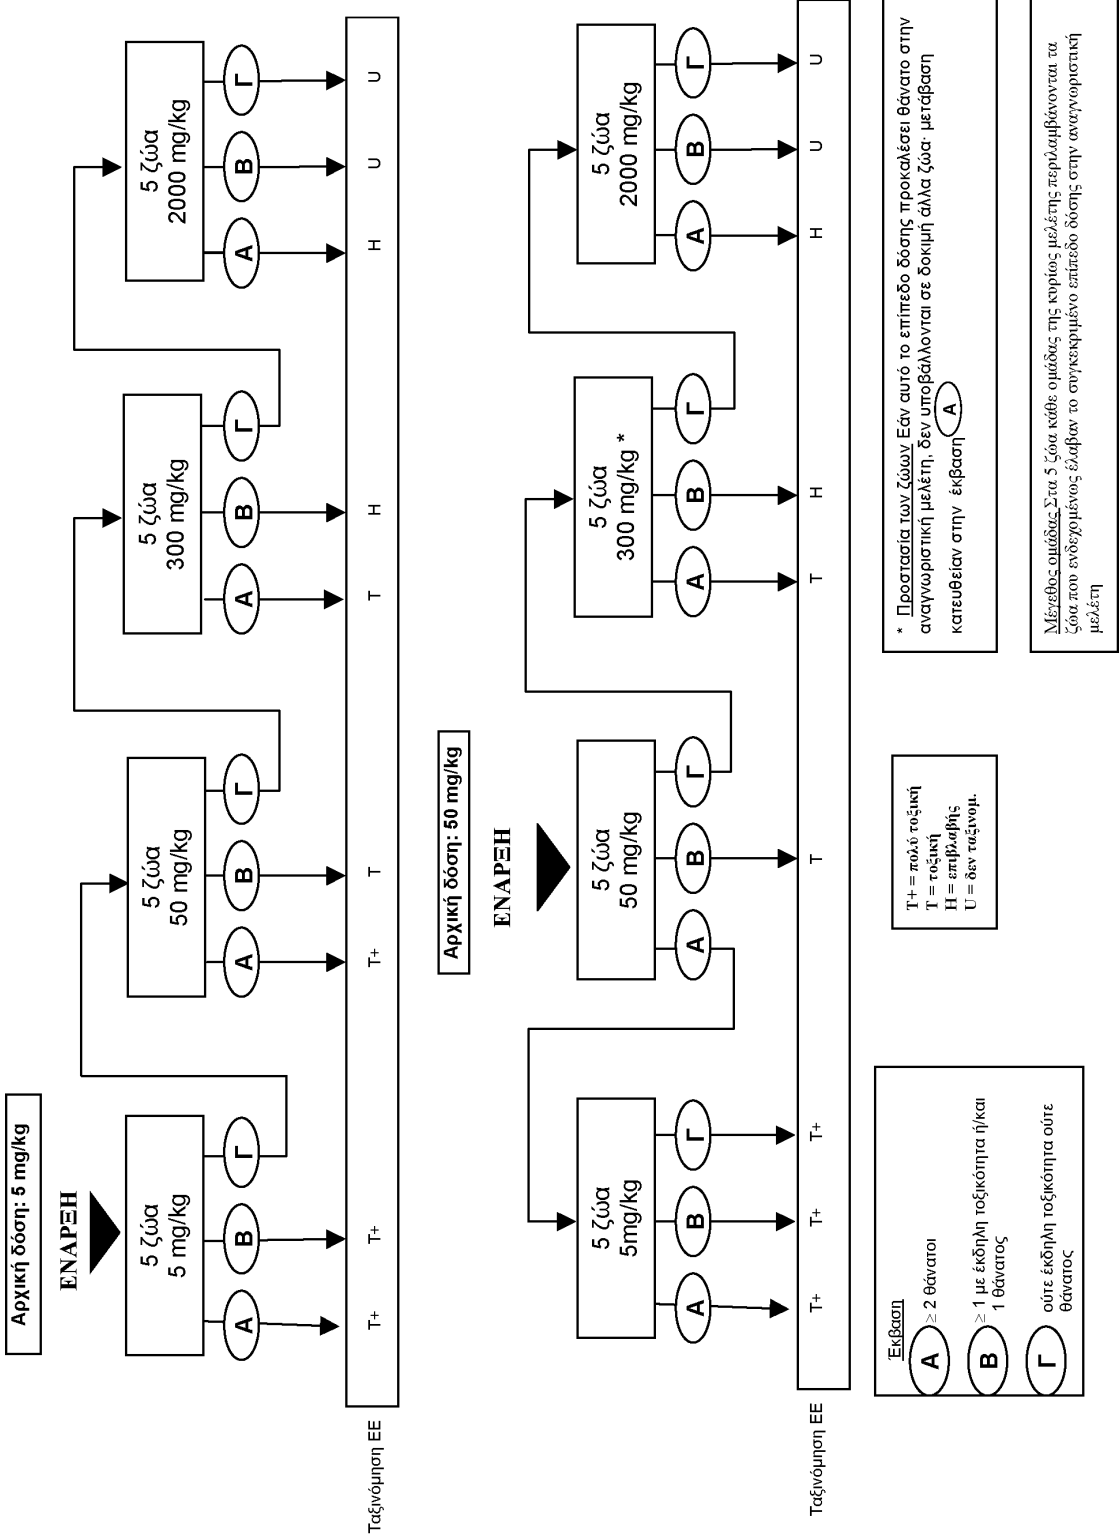 Αρχική δόση: 5 mg/kg
ΕΝΑΡΞΗ
5 ζώα
5 mg/kg
Α
Β
Γ
5 ζώα
50 mg/kg
Α
Β
Γ
5 ζώα
300 mg/kg
Α
Β
Γ
5 ζώα
2000 mg/kg
Α
Β
Γ
Ταξινόμηση ΕΕ
T+
T+
T+
T
T
H
H
U
U
Αρχική δόση: 50 mg/kg
ΕΝΑΡΞΗ
5 ζώα
5mg/kg
Α
Β
Γ
5 ζώα
50 mg/kg
Α
Β
Γ
5 ζώα
300 mg/kg *
Α
Β
Γ
5 ζώα
2000 mg/kg
Α
Β
Γ
Ταξινόμηση ΕΕ
T+
T+
T+
T
T
H
H
U
U
Έκβαση
Α ≥ 2 θάνατοι
Β ≥ 1 με έκδηλη τοξικότητα ή/και
1 θάνατος
Γ ούτε έκδηλη τοξικότητα ούτε
θάνατος
T+ = πολύ τοξική
T = τοξική
H = επιβλαβής
U = δεν ταξινομ.
* Προστασία των ζώων Εάν αυτό το επίπεδο δόσης προκαλέσει θάνατο στην
αναγνωριστική μελέτη, δεν υποβάλλονται σε δοκιμή άλλα ζώα· μετάβαση
κατευθείαν στην έκβαση Α
Μέγεθος ομάδας Στα 5 ζώα κάθε ομάδας της κυρίως μελέτης περιλαμβάνονται τα
ζώα που ενδεχομένως έλαβαν το συγκεκριμένο επίπεδο δόσης στην αναγνωριστική
μελέτη